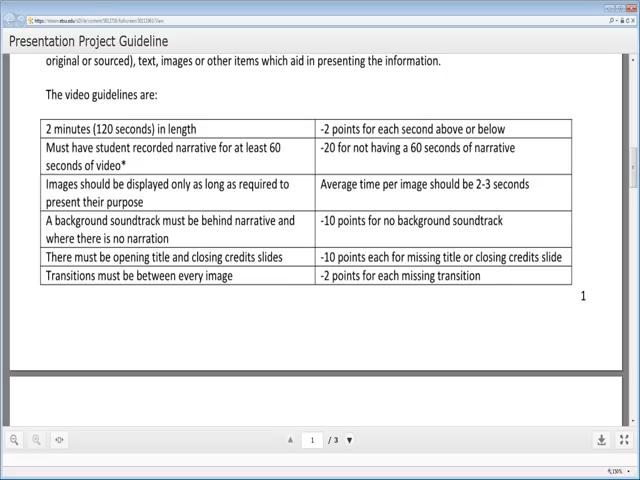 Presentation Project Guideline
original or sourced), text, images or other items which aid in presenting the information.
The video guidelines are:
2 minutes (120 seconds) in length
-2 points for each second above or below
Must have student recorded narrative for at least 60
seconds of video*
-20 for not having a 60 seconds of narrative
Images should be displayed only as long as required to
present their purpose
Average time per image should be 2-3 seconds
A background soundtrack must be behind narrative and
where there is no narration
-10 points for no background soundtrack
There must be opening title and closing credits slides
-10 points each for missing title or closing credits slide
Transitions must be between every image
-2 points for each missing transition
1
1 / 3
150%